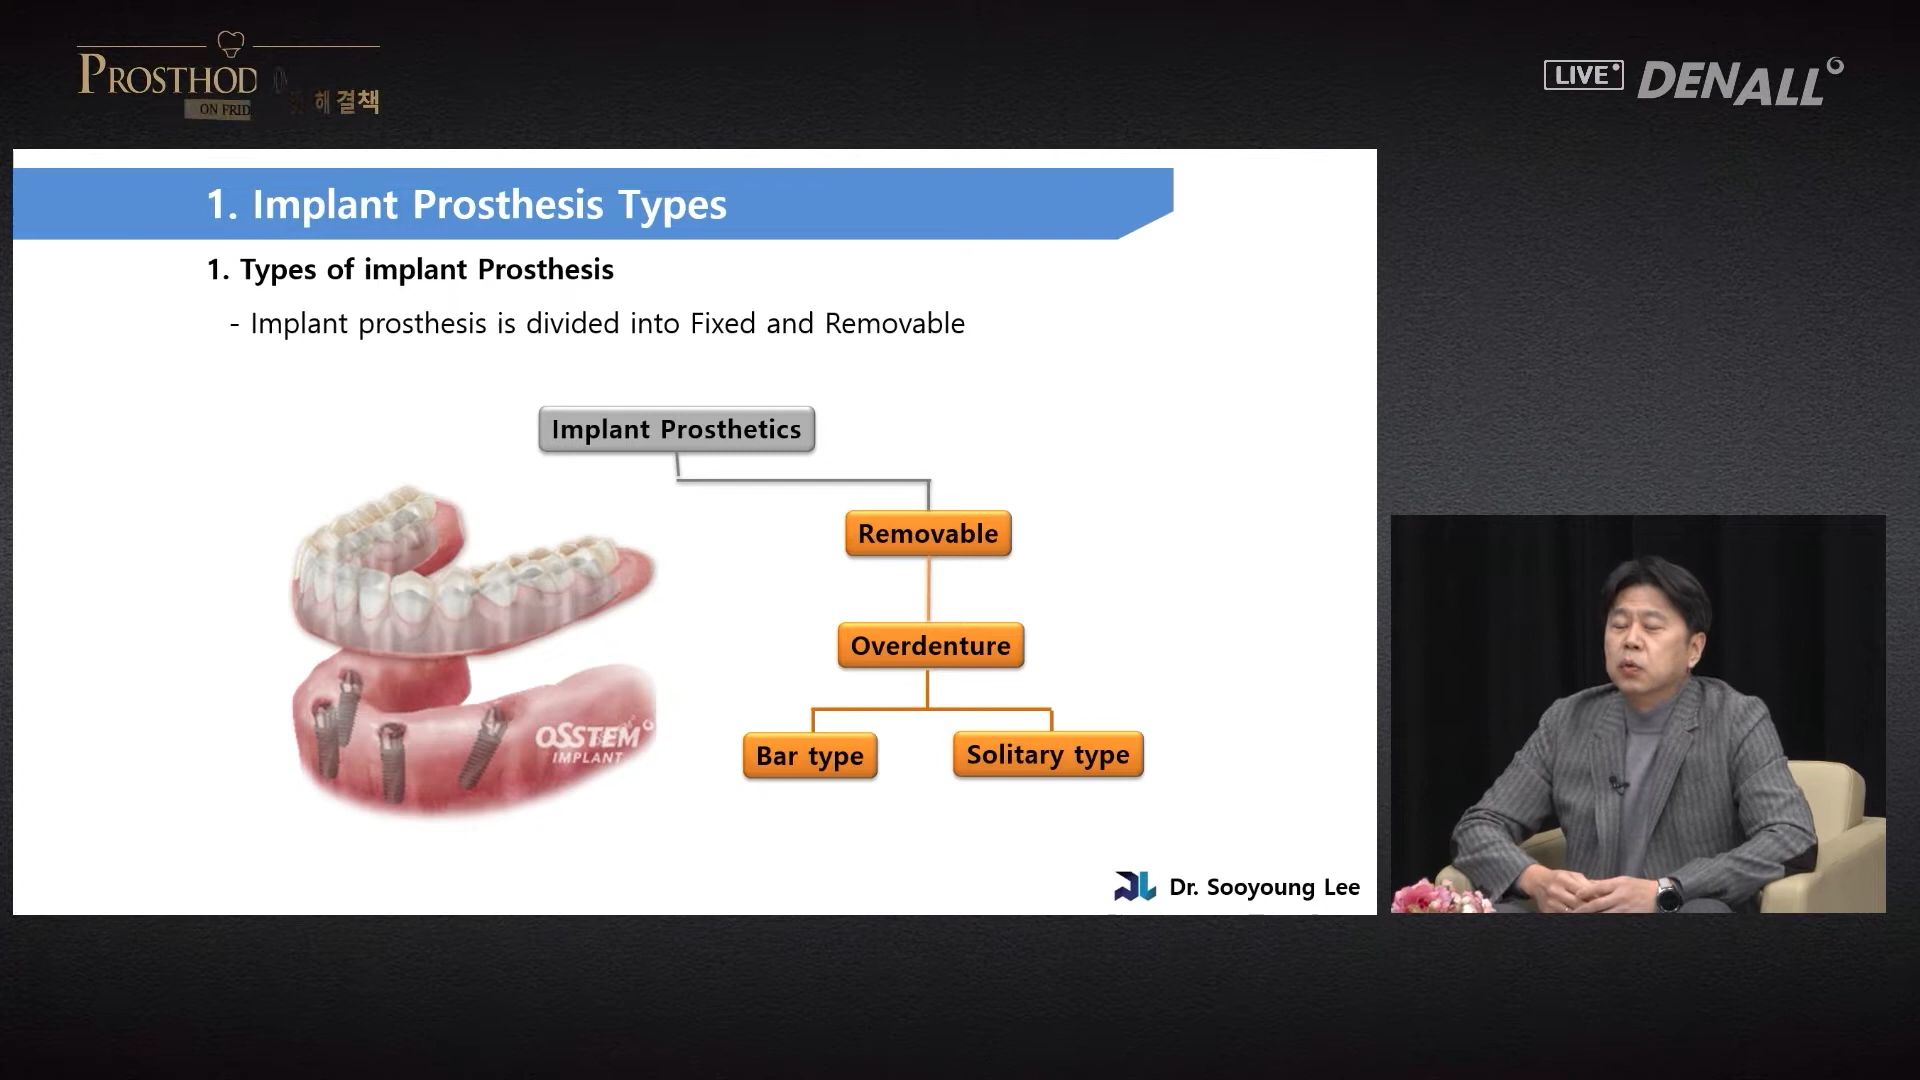 PROSTHOD
ON FRID
해결책
LIVE
DENALL
1. Implant Prosthesis Types
1. Types of implant Prosthesis
- Implant prosthesis is divided into Fixed and Removable
Implant Prosthetics
Removable
Overdenture
Bar type
Solitary type
OSSTEM
IMPLANT
Dr. Sooyoung Lee